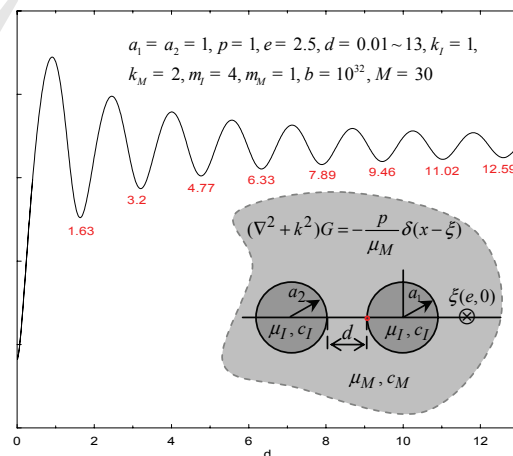 a₁ = a₂ = 1, p = 1, e = 2.5, d = 0.01 ~ 13, k_I = 1,
k_M = 2, m_I = 4, m_M = 1, b = 10³², M = 30
1.63
3.2
4.77
6.33
7.89
9.46
11.02
12.59
(∇² + k²)G = −p/μ_M δ(x − ξ)
a₂
a₁
ξ(e,0)
μ_I, c_I
d
μ_I, c_I
μ_M, c_M
0 2 4 6 8 10 12
d